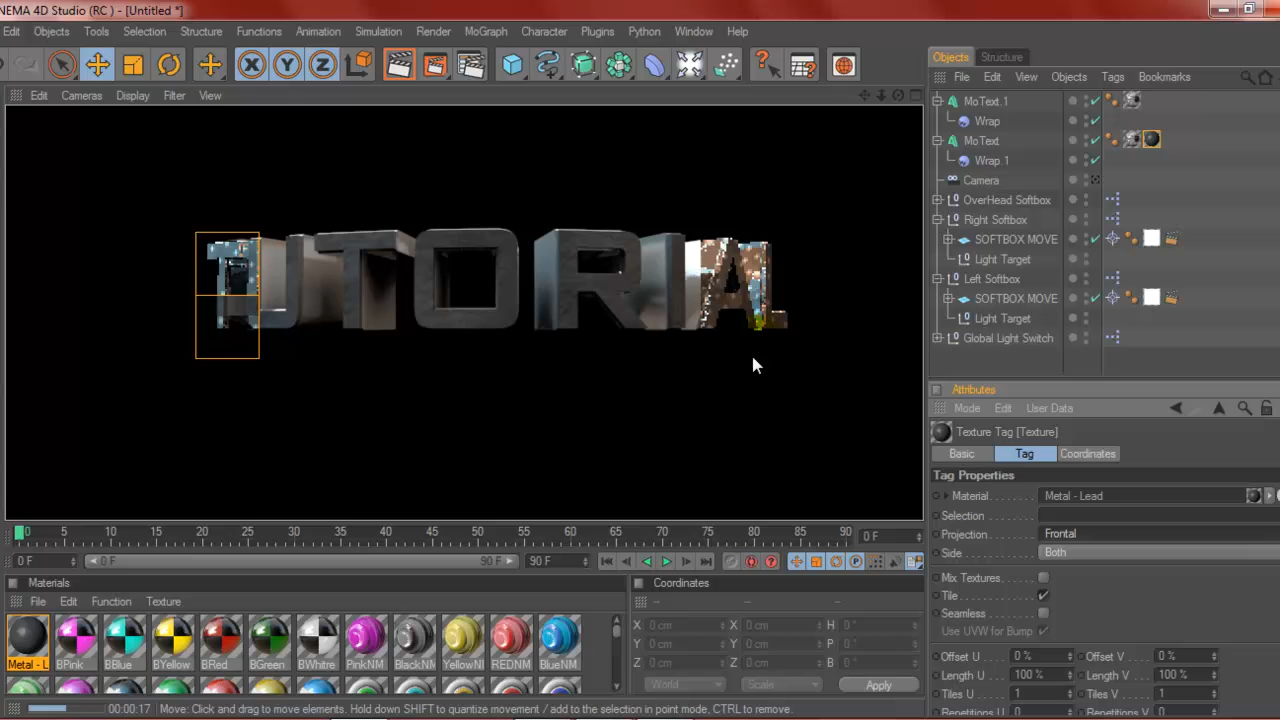 NEMA 4D Studio (RC ) - [Untitled *]
Edit Objects Tools Selection Structure Functions Animation Simulation Render MoGraph Character Plugins Python Window Help
X Y Z
Edit Cameras Display Filter View
TUTORIAL
0 5 10 15 20 25 30 35 40 45 50 55 60 65 70 75 80 85 90 0 F
0 F 0 F 90 F 90 F
Materials
File Edit Function Texture
Metal - L BPink BBlue BYellow BRed BGreen BWhitre PinkNM BlackNM YellowNI REDNM BlueNM
Coordinates
-- -- --
X 0 cm X 0 cm H 0 °
Y 0 cm Y 0 cm P 0 °
Z 0 cm Z 0 cm B 0 °
World Scale Apply
00:00:17 Move: Click and drag to move elements. Hold down SHIFT to quantize movement / add to the selection in point mode, CTRL to remove.
Objects Structure
File Edit View Objects Tags Bookmarks
MoText.1
Wrap
MoText
Wrap.1
Camera
OverHead Softbox
Right Softbox
SOFTBOX MOVE
Light Target
Left Softbox
SOFTBOX MOVE
Light Target
Global Light Switch
Attributes
Mode Edit User Data
Texture Tag [Texture]
Basic Tag Coordinates
Tag Properties
Material Metal - Lead
Selection
Projection Frontal
Side Both
Mix Textures
Tile
Seamless
Use UVW for Bump
Offset U 0 % Offset V 0 %
Length U 100 % Length V 100 %
Tiles U 1 Tiles V 1
Repetitions U 0 Repetitions V 0